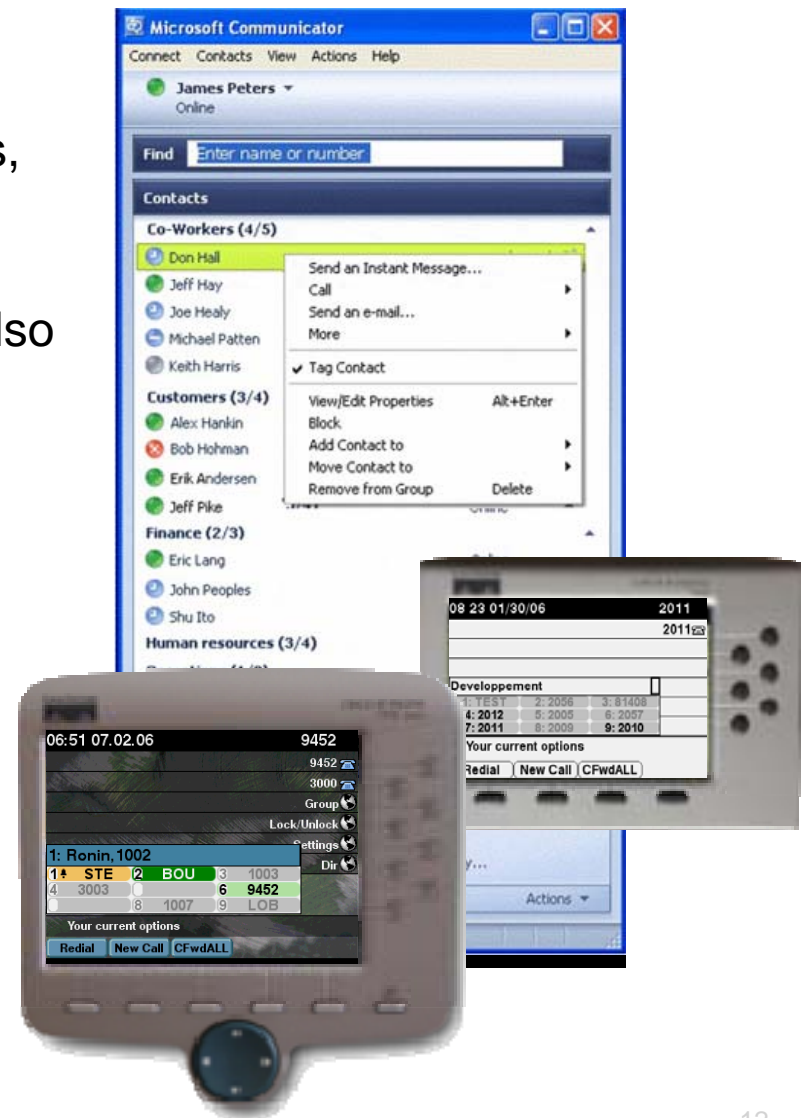 s,
lso
Microsoft Communicator
Connect Contacts View Actions Help
James Peters
Online
Find Enter name or number
Contacts
Co-Workers (4/5)
Don Hall
Jeff Hay
Joe Healy
Michael Patten
Keith Harris
Customers (3/4)
Alex Hankin
Bob Hohman
Erik Andersen
Jeff Pike
Finance (2/3)
Eric Lang
John Peoples
Shu Ito
Human resources (3/4)
Send an Instant Message...
Call
Send an e-mail...
More
Tag Contact
View/Edit Properties Alt+Enter
Block
Add Contact to
Move Contact to
Remove from Group Delete
08 23 01/30/06 2011
2011
Developpement
1: TEST 2: 2056 3: 81408
4: 2012 5: 2005 6: 2057
7: 2011 8: 2009 9: 2010
Your current options
Redial New Call CFwdALL
06:51 07.02.06 9452
9452
3000
Group
Lock/Unlock
Settings
Dir
1: Ronin, 1002
1 STE 2 BOU 3 1003
4 3003 6 9452
8 1007 9 LOB
Your current options
Redial New Call CFwdALL
y...
Actions